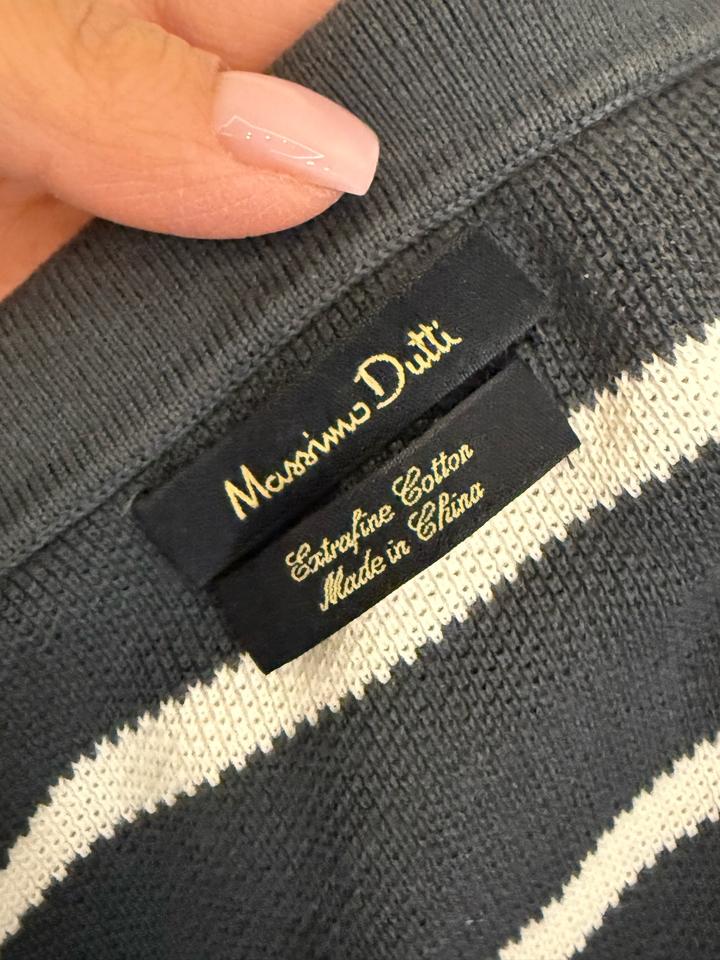 Massimo Dutti
Extrafine Cotton
Made in China